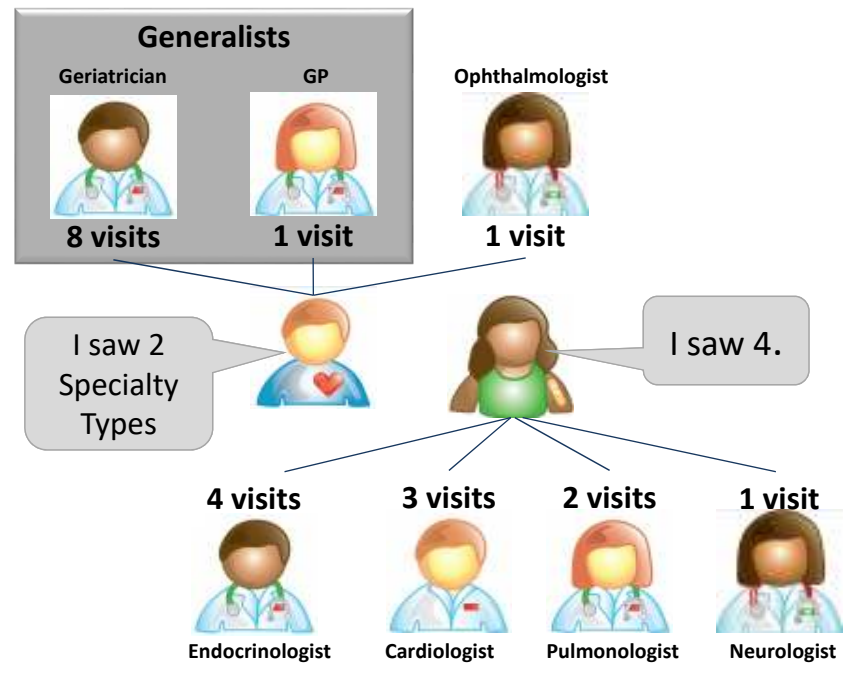 Generalists
Geriatrician
GP
Ophthalmologist
8 visits
1 visit
1 visit
I saw 2
Specialty
Types
I saw 4.
4 visits
3 visits
2 visits
1 visit
Endocrinologist
Cardiologist
Pulmonologist
Neurologist